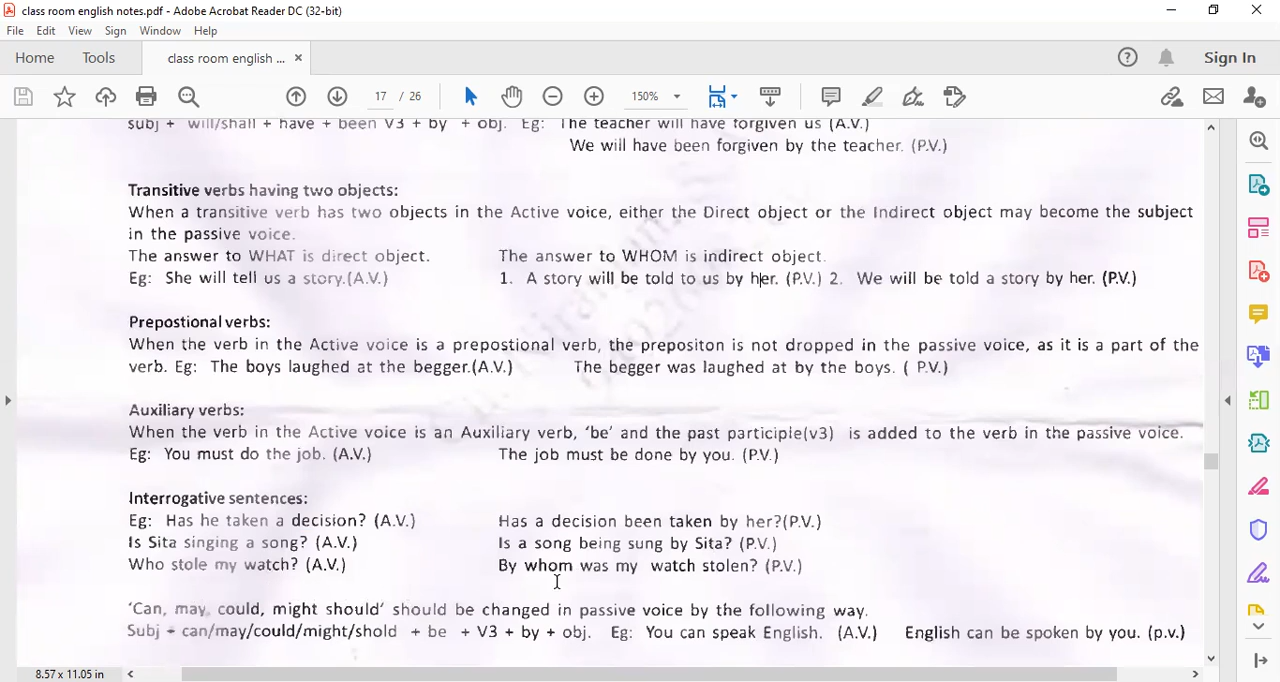 class room english notes.pdf - Adobe Acrobat Reader DC (32-bit)
File Edit View Sign Window Help
Home Tools class room english ... ×
Sign In
17 / 26 150%
subj + will/shall + have + been V3 + by + obj. Eg: The teacher will have forgiven us (A.V.)
We will have been forgiven by the teacher. (P.V.)
Transitive verbs having two objects:
When a transitive verb has two objects in the Active voice, either the Direct object or the Indirect object may become the subject
in the passive voice.
The answer to WHAT is direct object. The answer to WHOM is indirect object.
Eg: She will tell us a story.(A.V.) 1. A story will be told to us by her. (P.V.) 2. We will be told a story by her. (P.V.)
Prepostional verbs:
When the verb in the Active voice is a prepostional verb, the prepositon is not dropped in the passive voice, as it is a part of the
verb. Eg: The boys laughed at the begger.(A.V.) The begger was laughed at by the boys. ( P.V.)
Auxiliary verbs:
When the verb in the Active voice is an Auxiliary verb, ‘be’ and the past participle(v3) is added to the verb in the passive voice.
Eg: You must do the job. (A.V.) The job must be done by you. (P.V.)
Interrogative sentences:
Eg: Has he taken a decision? (A.V.) Has a decision been taken by her?(P.V.)
Is Sita singing a song? (A.V.) Is a song being sung by Sita? (P.V.)
Who stole my watch? (A.V.) By whom was my watch stolen? (P.V.)
‘Can, may, could, might should’ should be changed in passive voice by the following way.
Subj + can/may/could/might/shold + be + V3 + by + obj. Eg: You can speak English. (A.V.) English can be spoken by you. (p.v.)
8.57 x 11.05 in